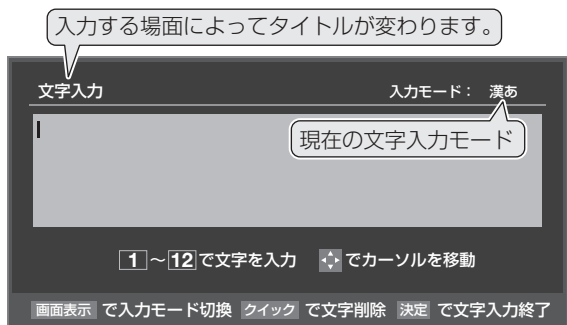 入力する場面によってタイトルが変わります。
文字入力 入力モード： 漢あ
現在の文字入力モード
1～12で文字を入力 でカーソルを移動
画面表示 で入力モード切換 クイック で文字削除 決定 で文字入力終了